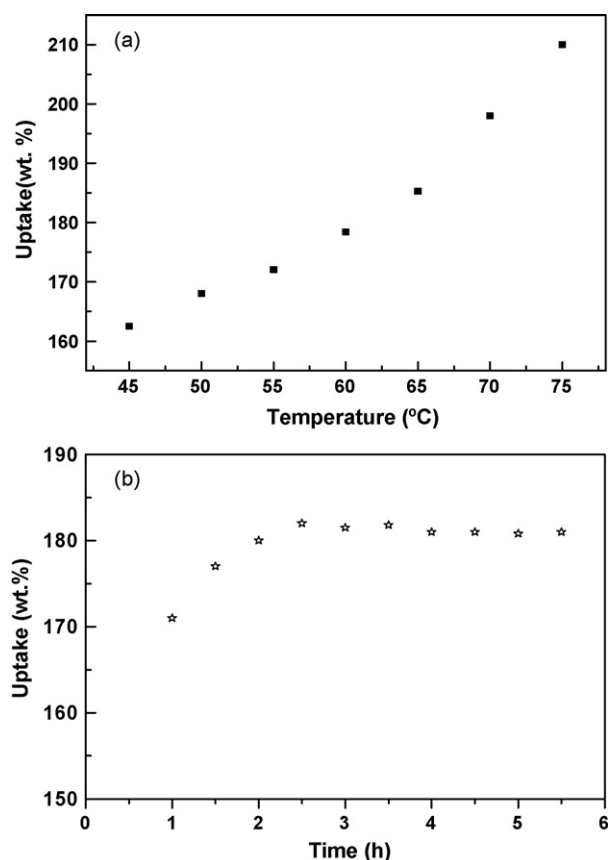 (a)
210
200
190
180
170
160
Uptake(wt. %)
45 50 55 60 65 70 75
Temperature (ºC)
(b)
190
180
170
160
150
Uptake (wt.%)
0 1 2 3 4 5 6
Time (h)